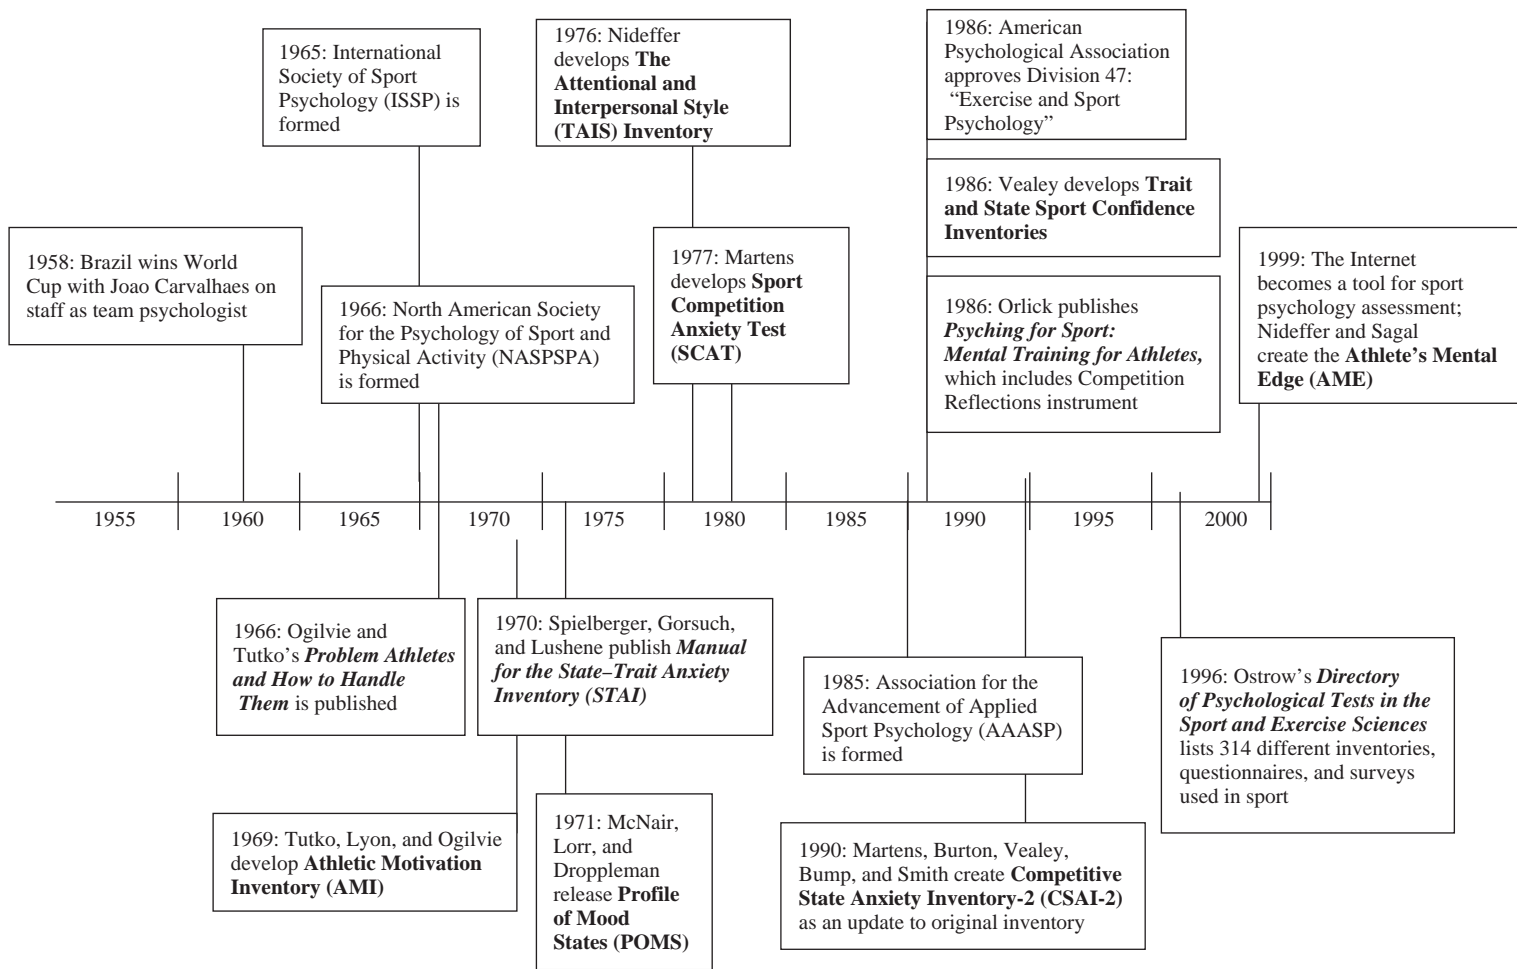 1965: International
Society of Sport
Psychology (ISSP) is
formed
1976: Nideffer
develops The
Attentional and
Interpersonal Style
(TAIS) Inventory
1986: American
Psychological Association
approves Division 47:
“Exercise and Sport
Psychology”
1986: Vealey develops Trait
and State Sport Confidence
Inventories
1958: Brazil wins World
Cup with Joao Carvalhaes on
staff as team psychologist
1966: North American Society
for the Psychology of Sport and
Physical Activity (NASPSPA)
is formed
1977: Martens
develops Sport
Competition
Anxiety Test
(SCAT)
1986: Orlick publishes
Psyching for Sport:
Mental Training for Athletes,
which includes Competition
Reflections instrument
1999: The Internet
becomes a tool for sport
psychology assessment;
Nideffer and Sagal
create the Athlete’s Mental
Edge (AME)
1955 1960 1965 1970 1975 1980 1985 1990 1995 2000
1966: Ogilvie and
Tutko’s Problem Athletes
and How to Handle
Them is published
1970: Spielberger, Gorsuch,
and Lushene publish Manual
for the State–Trait Anxiety
Inventory (STAI)
1985: Association for the
Advancement of Applied
Sport Psychology (AAASP)
is formed
1996: Ostrow’s Directory
of Psychological Tests in the
Sport and Exercise Sciences
lists 314 different inventories,
questionnaires, and surveys
used in sport
1969: Tutko, Lyon, and Ogilvie
develop Athletic Motivation
Inventory (AMI)
1971: McNair,
Lorr, and
Droppleman
release Profile
of Mood
States (POMS)
1990: Martens, Burton, Vealey,
Bump, and Smith create Competitive
State Anxiety Inventory-2 (CSAI-2)
as an update to original inventory